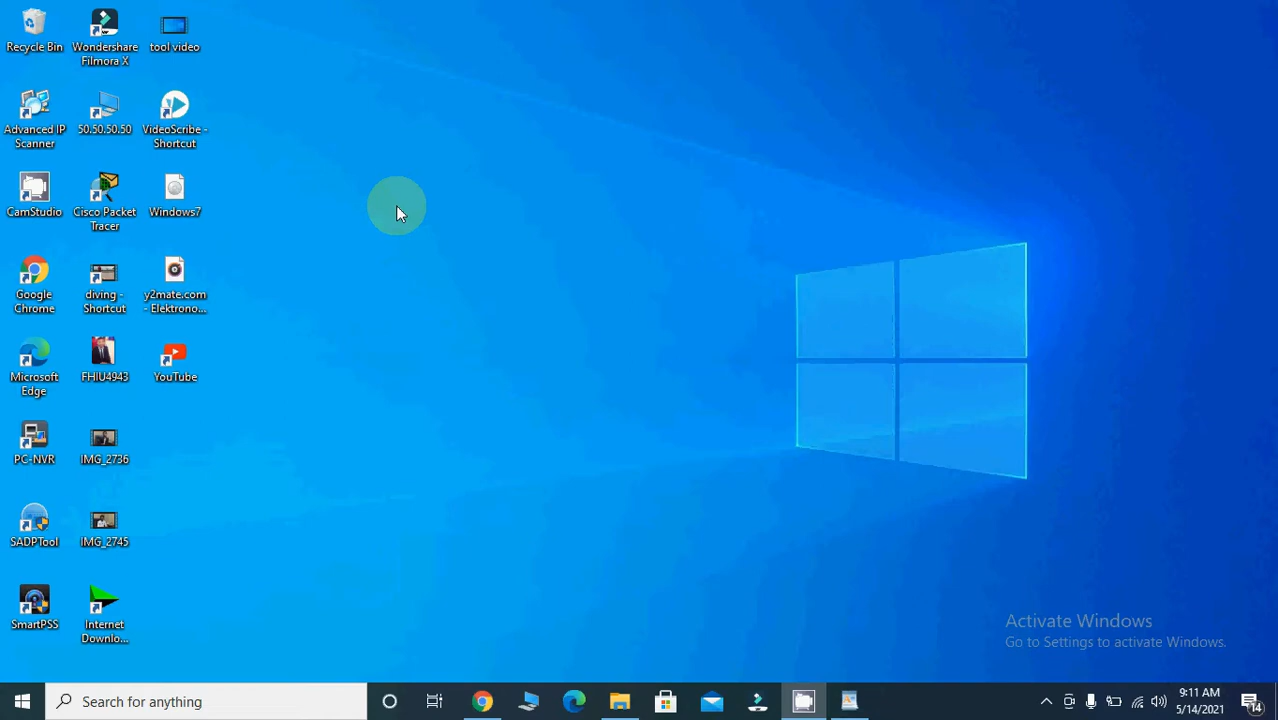 Recycle Bin
Wondershare
Filmora X
tool video
Advanced IP
Scanner
50.50.50.50
VideoScribe -
Shortcut
CamStudio
Cisco Packet
Tracer
Windows7
Google
Chrome
diving -
Shortcut
y2mate.com
- Elektrono...
Microsoft
Edge
FHIU4943
YouTube
PC-NVR
IMG_2736
SADPTool
IMG_2745
SmartPSS
Internet
Downlo...
Activate Windows
Go to Settings to activate Windows.
Search for anything
9:11 AM
5/14/2021
14